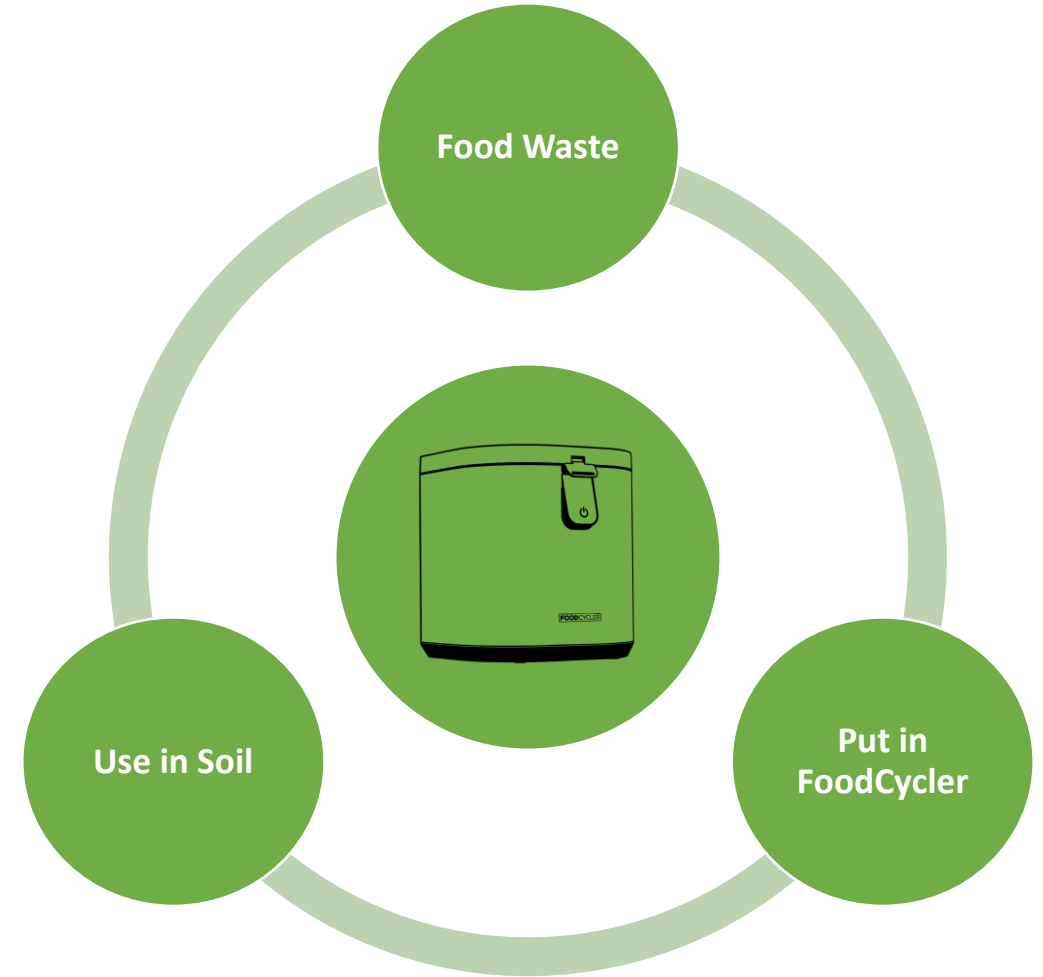 Food Waste
FOODCYCLER
Use in Soil
Put in
FoodCycler